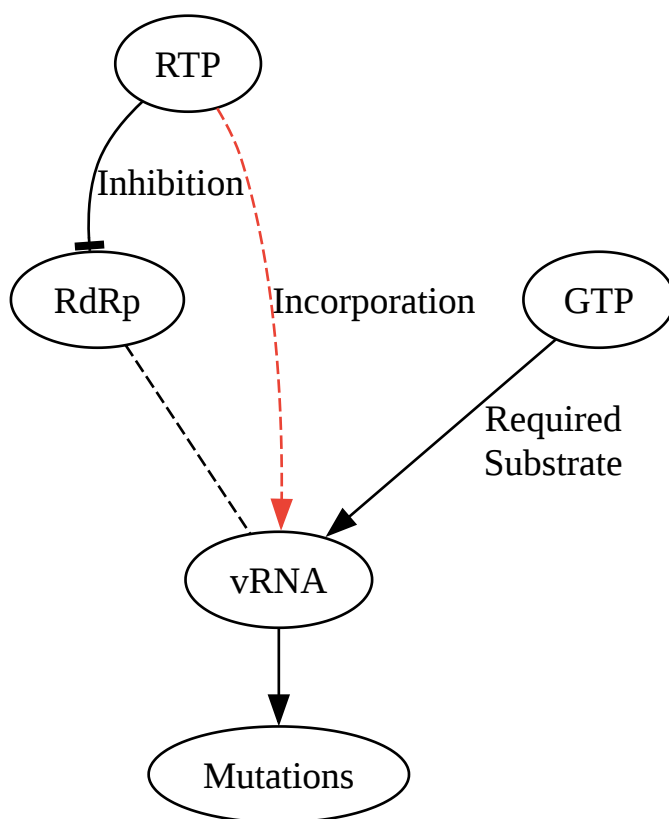 RTP
Inhibition
RdRp
Incorporation
GTP
Required
Substrate
vRNA
Mutations